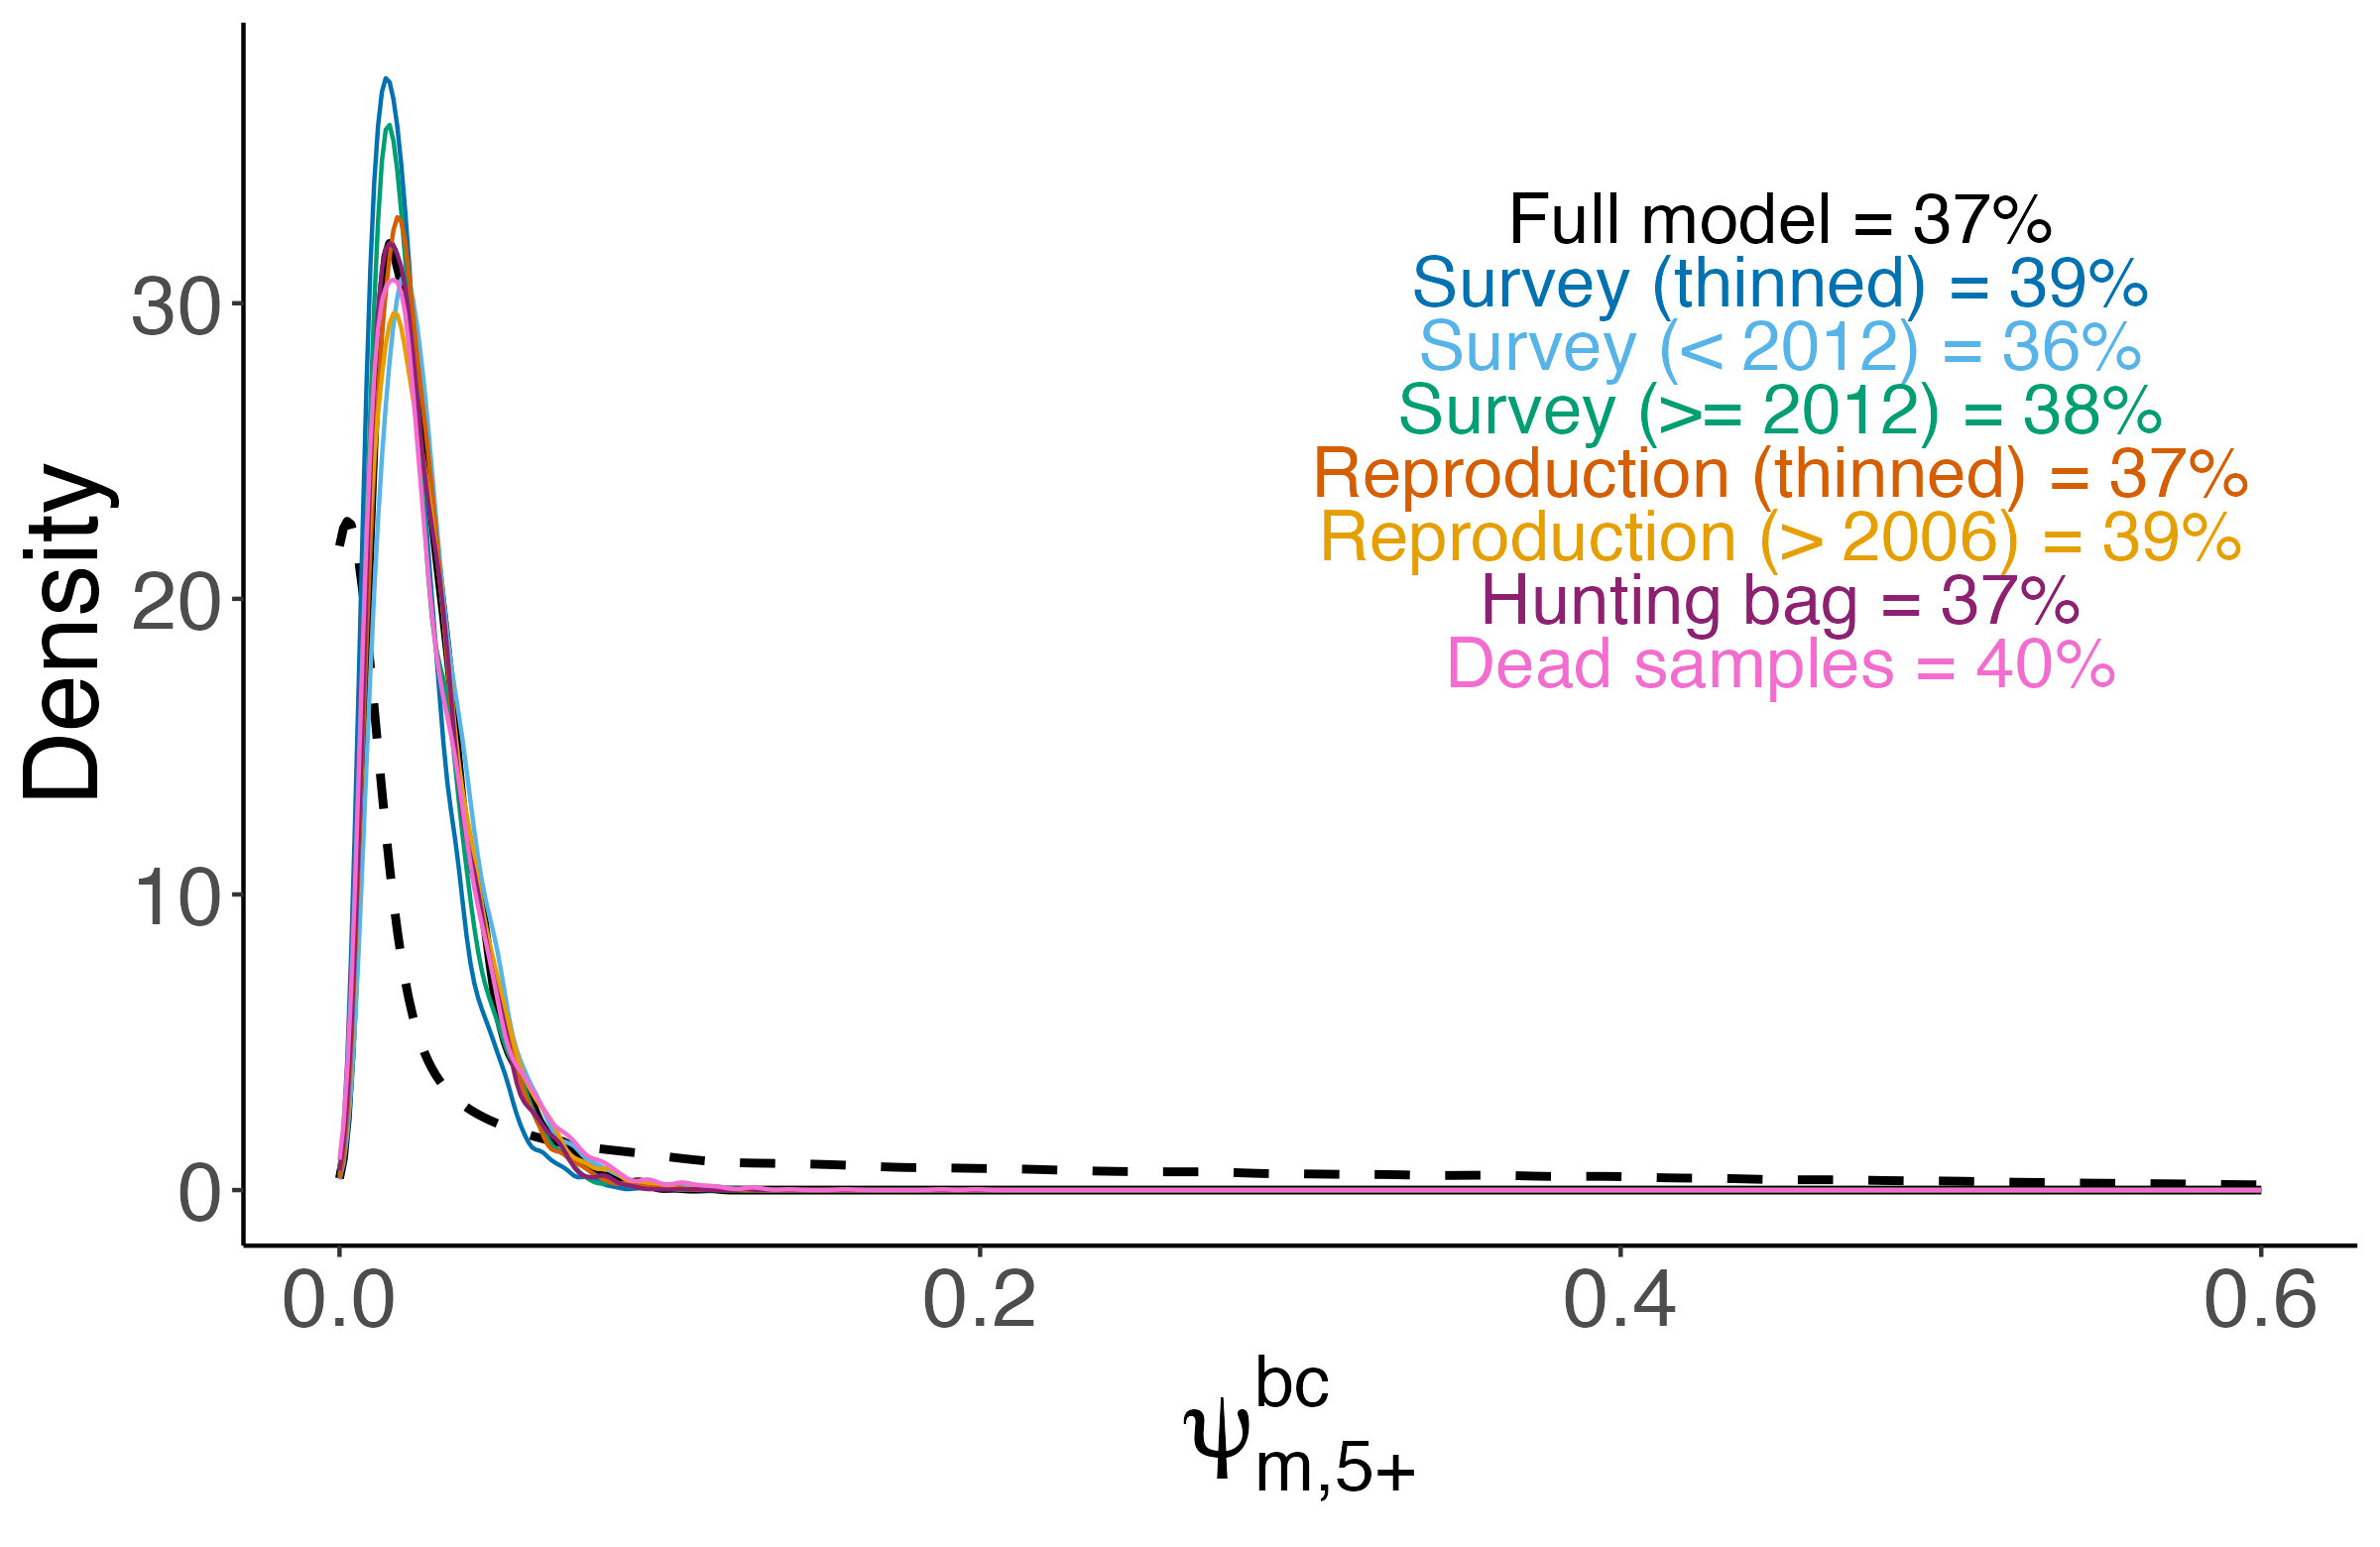 Full model = 37%
Survey (thinned) = 39%
Survey (< 2012) = 36%
Survey (>= 2012) = 38%
Reproduction (thinned) = 37%
Reproduction (> 2006) = 39%
Hunting bag = 37%
Dead samples = 40%
Density
30
20
10
0
0.0 0.2 0.4 0.6
ψ bc m,5+